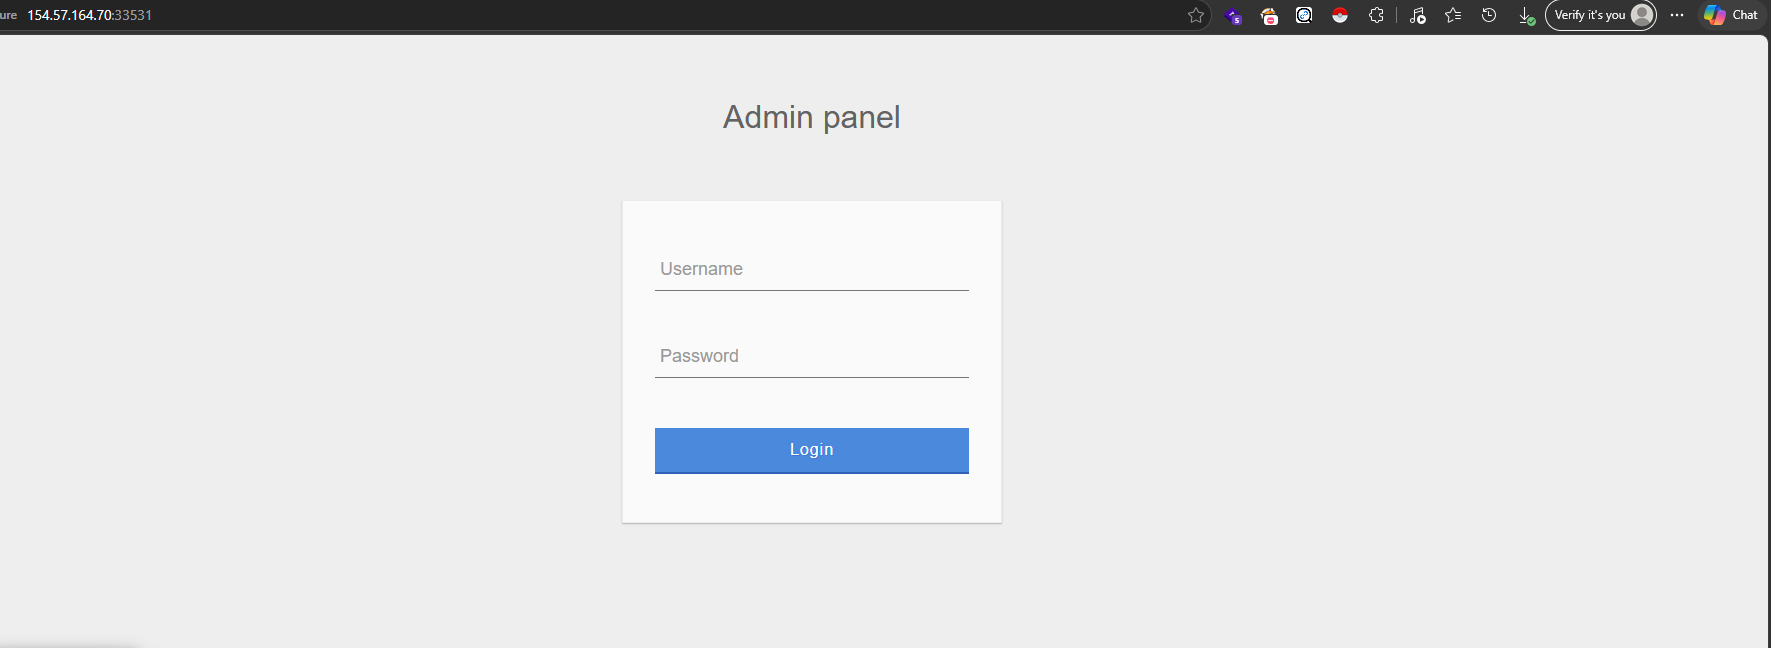 ure 154.57.164.70:33531 Verify it's you Chat
Admin panel
Username
Password
Login